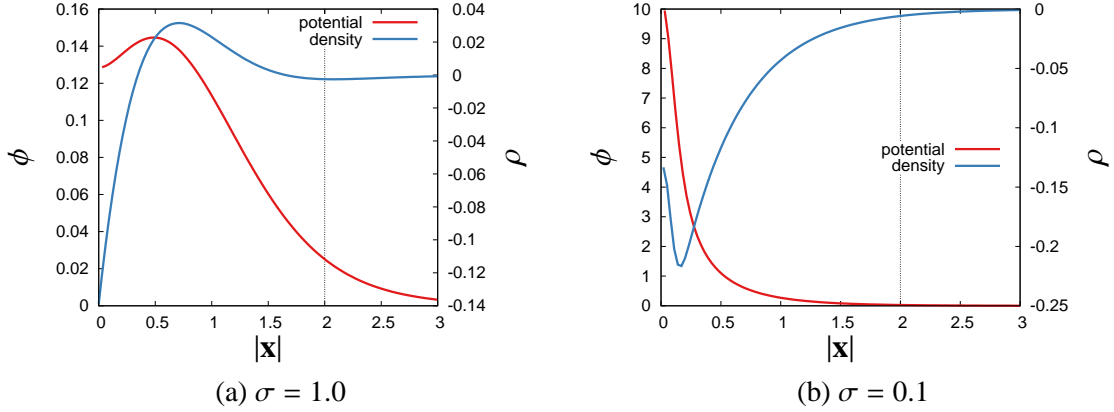 0.16
0.14
0.12
0.1
0.08
0.06
0.04
0.02
0
ϕ
0 0.5 1 1.5 2 2.5 3
|x|
0.04
0.02
0
-0.02
-0.04
-0.06
-0.08
-0.1
-0.12
-0.14
ρ
potential
density
(a) σ = 1.0
10
9
8
7
6
5
4
3
2
1
0
ϕ
0 0.5 1 1.5 2 2.5 3
|x|
0
-0.05
-0.1
-0.15
-0.2
-0.25
ρ
potential
density
(b) σ = 0.1